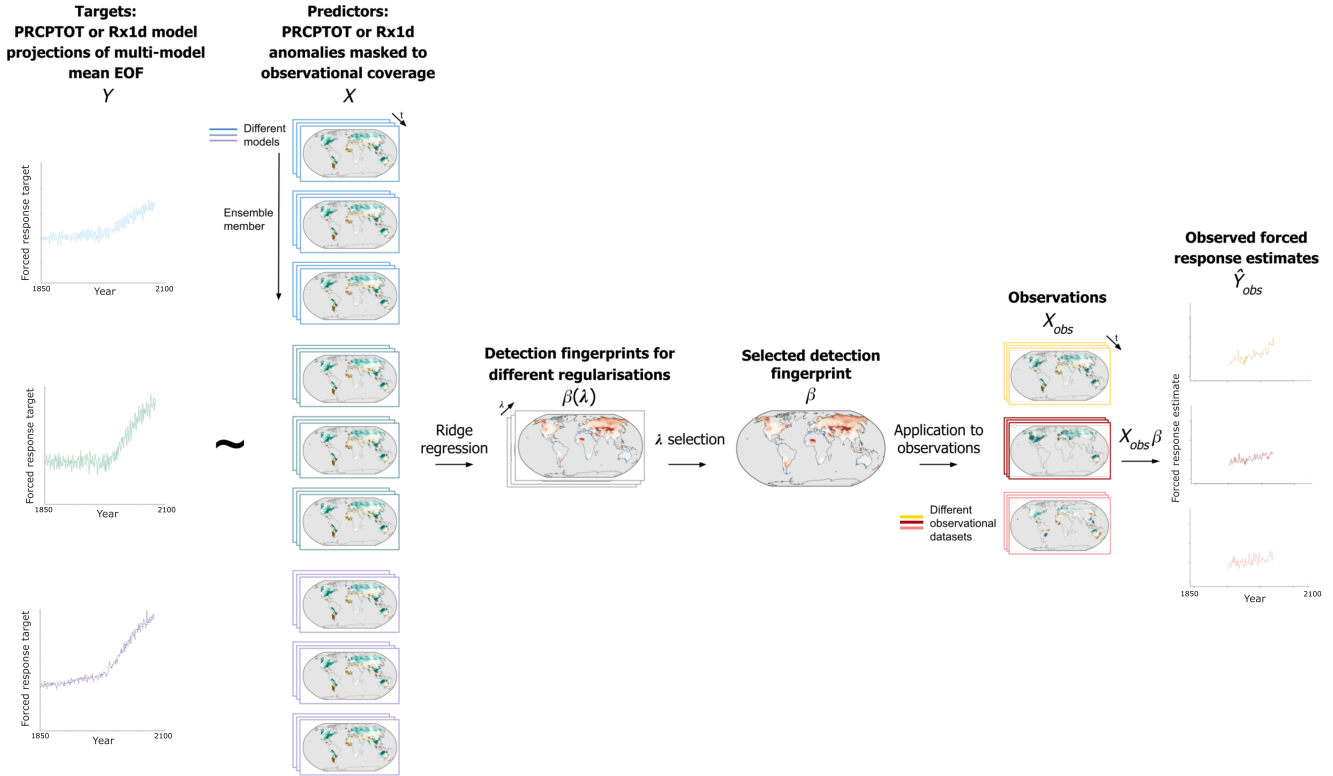 Targets:
PRCPTOT or Rx1d model
projections of multi-model
mean EOF
Y
Forced response target
1850
Year
2100
Forced response target
1850
Year
2100
Forced response target
1850
Year
2100
~
Predictors:
PRCPTOT or Rx1d
anomalies masked to
observational coverage
X
t
Different
models
Ensemble
member
Ridge
regression
Detection fingerprints for
different regularisations
β(λ)
λ
λ selection
Selected detection
fingerprint
β
Application to
observations
Observations
X_obs
t
Different
observational
datasets
X_obs β
Observed forced
response estimates
Ŷ_obs
Forced response estimate
1850
Year
2100